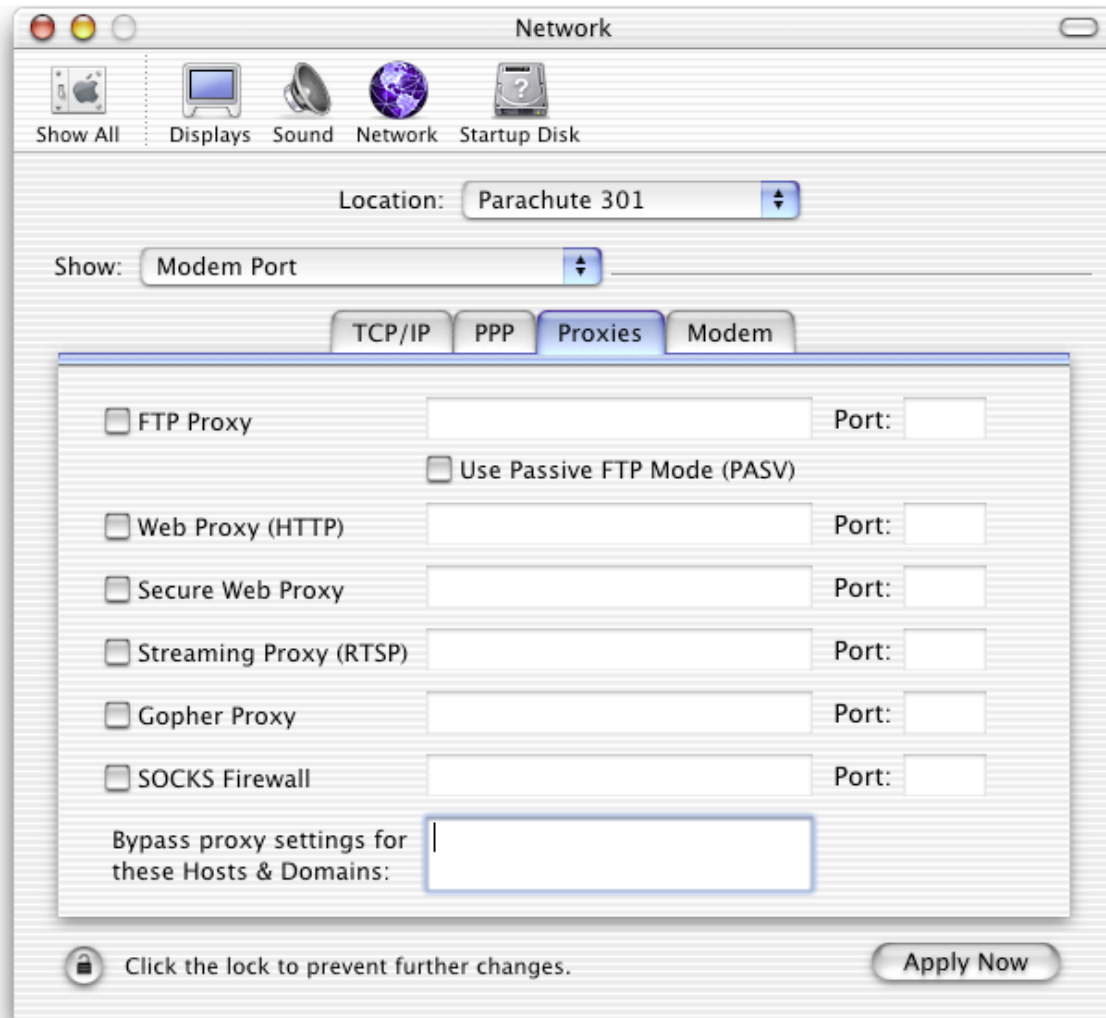 Network
Show All Displays Sound Network Startup Disk
Location: Parachute 301
Show: Modem Port
TCP/IP PPP Proxies Modem
FTP Proxy Port:
Use Passive FTP Mode (PASV)
Web Proxy (HTTP) Port:
Secure Web Proxy Port:
Streaming Proxy (RTSP) Port:
Gopher Proxy Port:
SOCKS Firewall Port:
Bypass proxy settings for
these Hosts & Domains:
Click the lock to prevent further changes. Apply Now